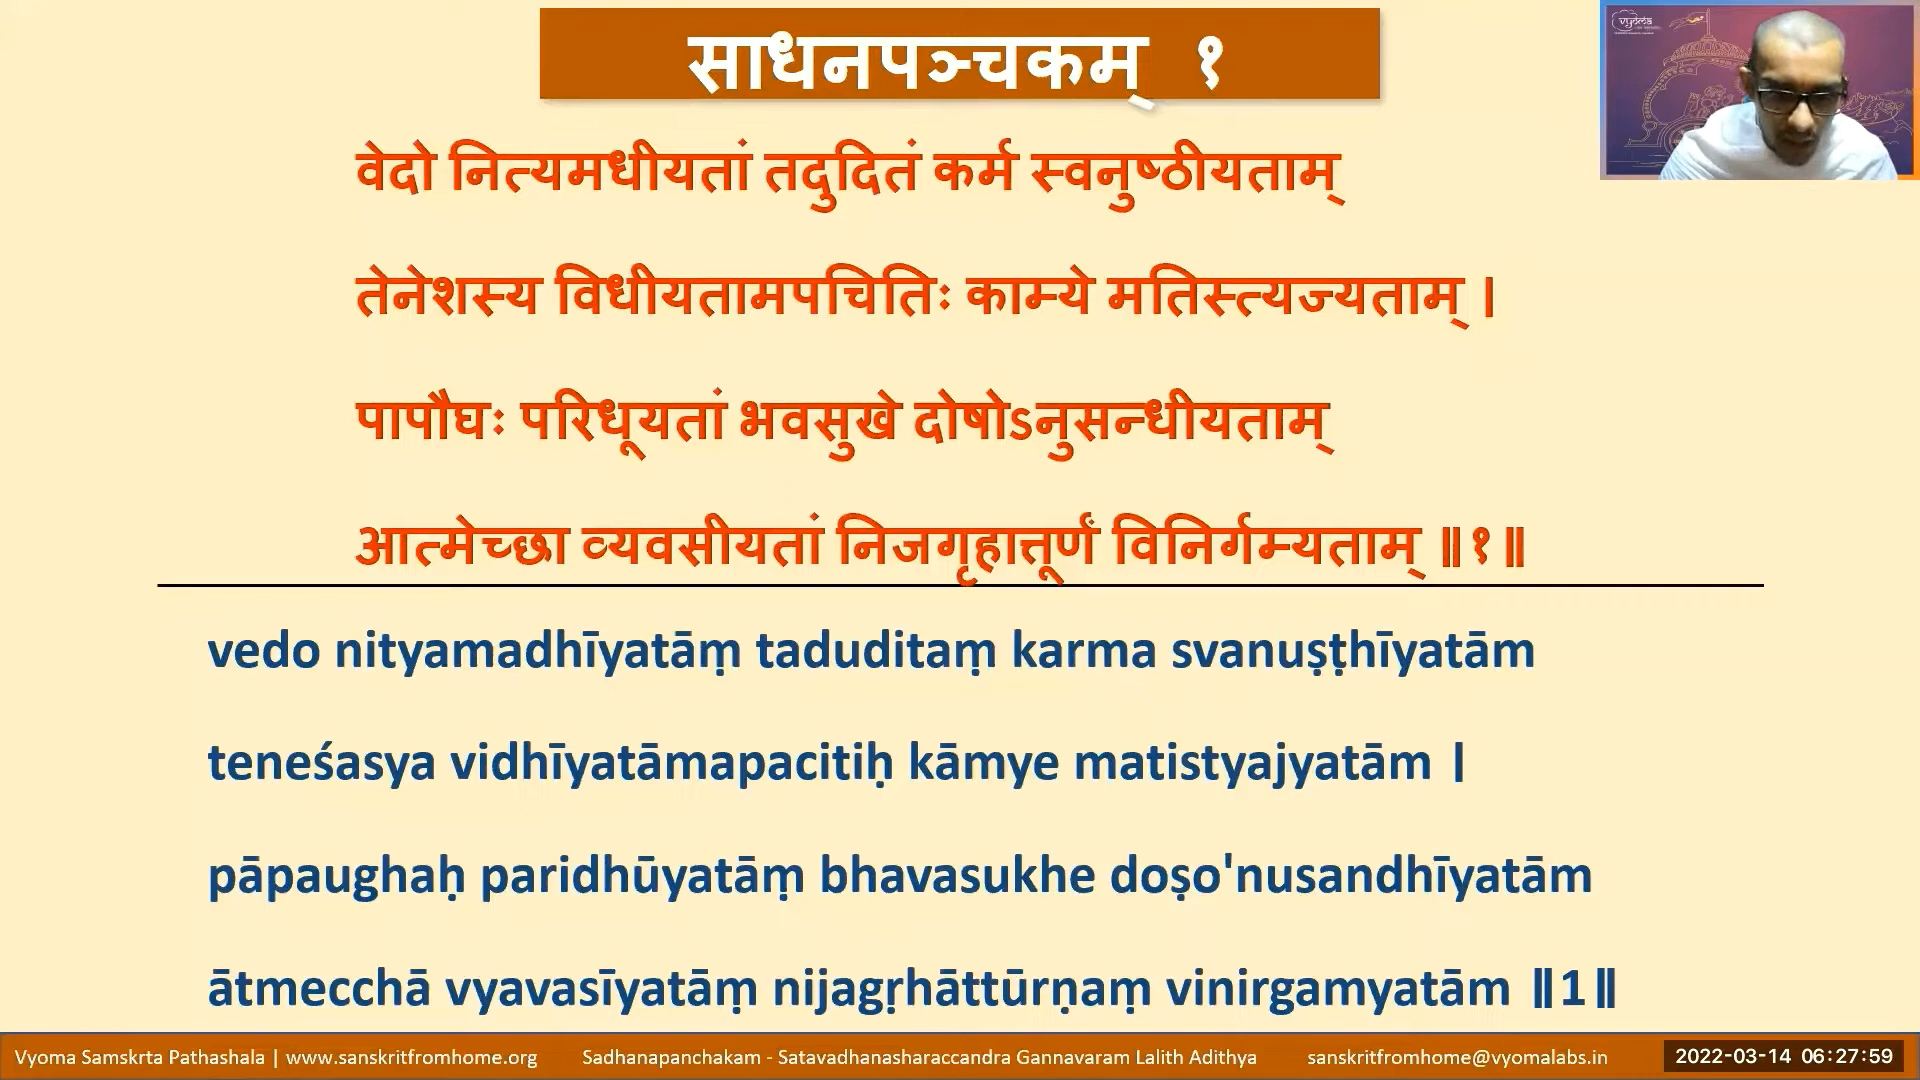 साधनपञ्चकम् १
vyoma
वेदो नित्यमधीयतां तदुदितं कर्म स्वनुष्ठीयताम्
तेनेशस्य विधीयतामपचितिः काम्ये मतिस्त्यज्यताम् ।
पापौघः परिधूयतां भवसुखे दोषोऽनुसन्धीयताम्
आत्मेच्छा व्यवसीयतां निजगृहात्तूर्णं विनिर्गम्यताम् ॥१॥
vedo nityamadhīyatāṃ taduditaṃ karma svanuṣṭhīyatām
teneśasya vidhīyatāmapacitiḥ kāmye matistyajyatām ।
pāpaughaḥ paridhūyatāṃ bhavasukhe doṣo'nusandhīyatām
ātmecchā vyavasīyatāṃ nijagṛhāttūrṇaṃ vinirgamyatām ॥1॥
Vyoma Samskrta Pathashala | www.sanskritfromhome.org Sadhanapanchakam - Satavadhanasharaccandra Gannavaram Lalith Adithya sanskritfromhome@vyomalabs.in 2022-03-14 06:27:59